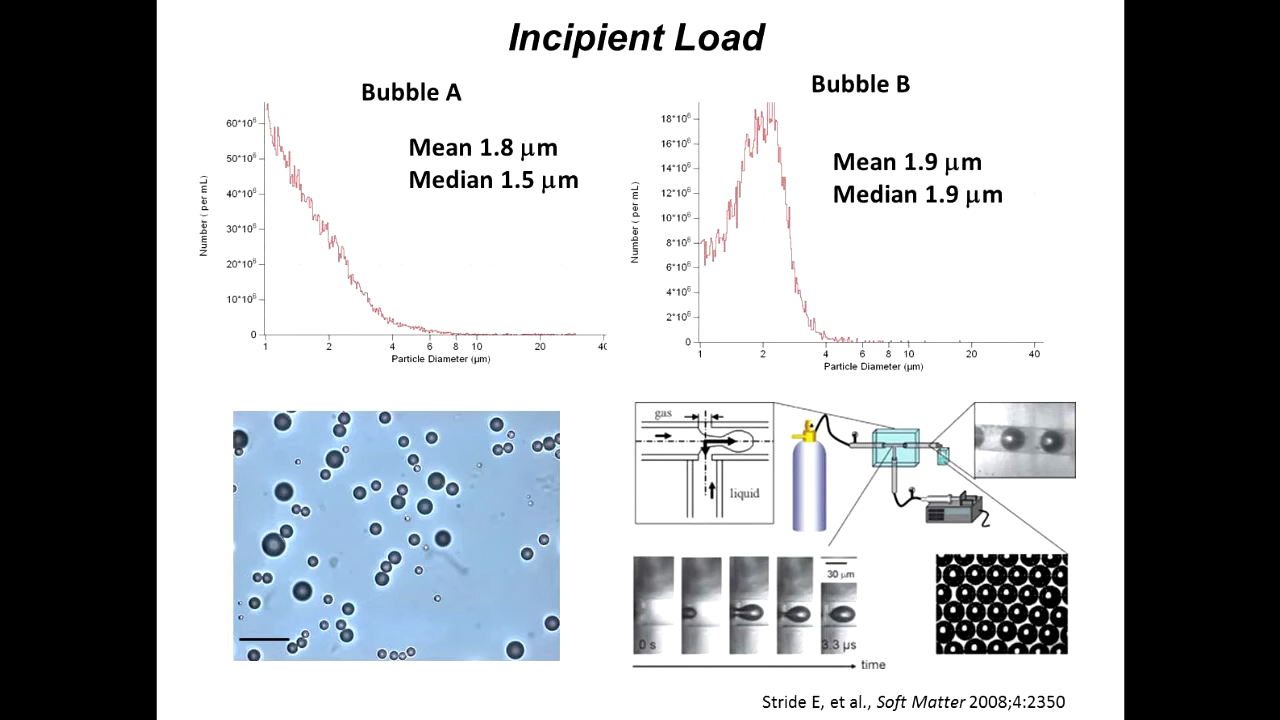 Incipient Load
Bubble A
Mean 1.8 μm
Median 1.5 μm
Number ( per mL)
60*10⁶
50*10⁶
40*10⁶
30*10⁶
20*10⁶
10*10⁶
0
1 2 4 6 8 10 20 40
Particle Diameter (μm)
Bubble B
Mean 1.9 μm
Median 1.9 μm
Number ( per mL)
18*10⁶
16*10⁶
14*10⁶
12*10⁶
10*10⁶
8*10⁶
6*10⁶
4*10⁶
2*10⁶
0
1 2 4 6 8 10 20 40
Particle Diameter (μm)
gas
liquid
30 μm
0 s
3.3 μs
time
Stride E, et al., Soft Matter 2008;4:2350